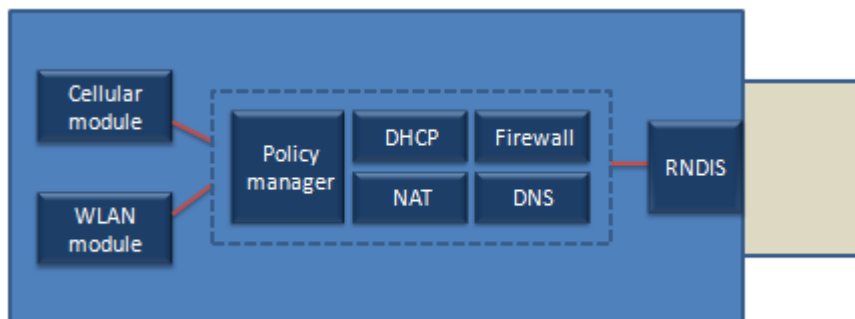 Cellular
module
WLAN
module
Policy
manager
DHCP
Firewall
NAT
DNS
RNDIS